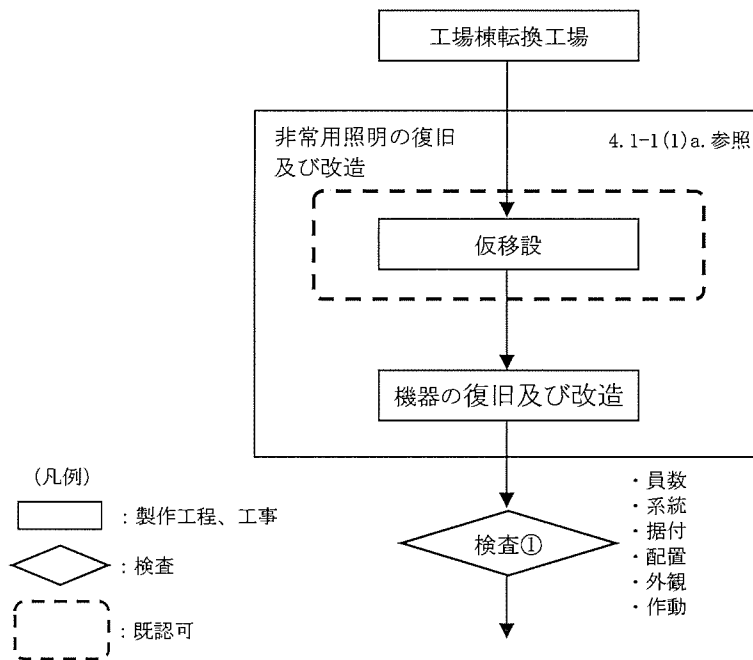 工場棟転換工場
非常用照明の復旧
及び改造
4.1-1(1)a.参照
仮移設
機器の復旧及び改造
検査①
・員数
・系統
・据付
・配置
・外観
・作動
(凡例)
：製作工程、工事
：検査
：既認可